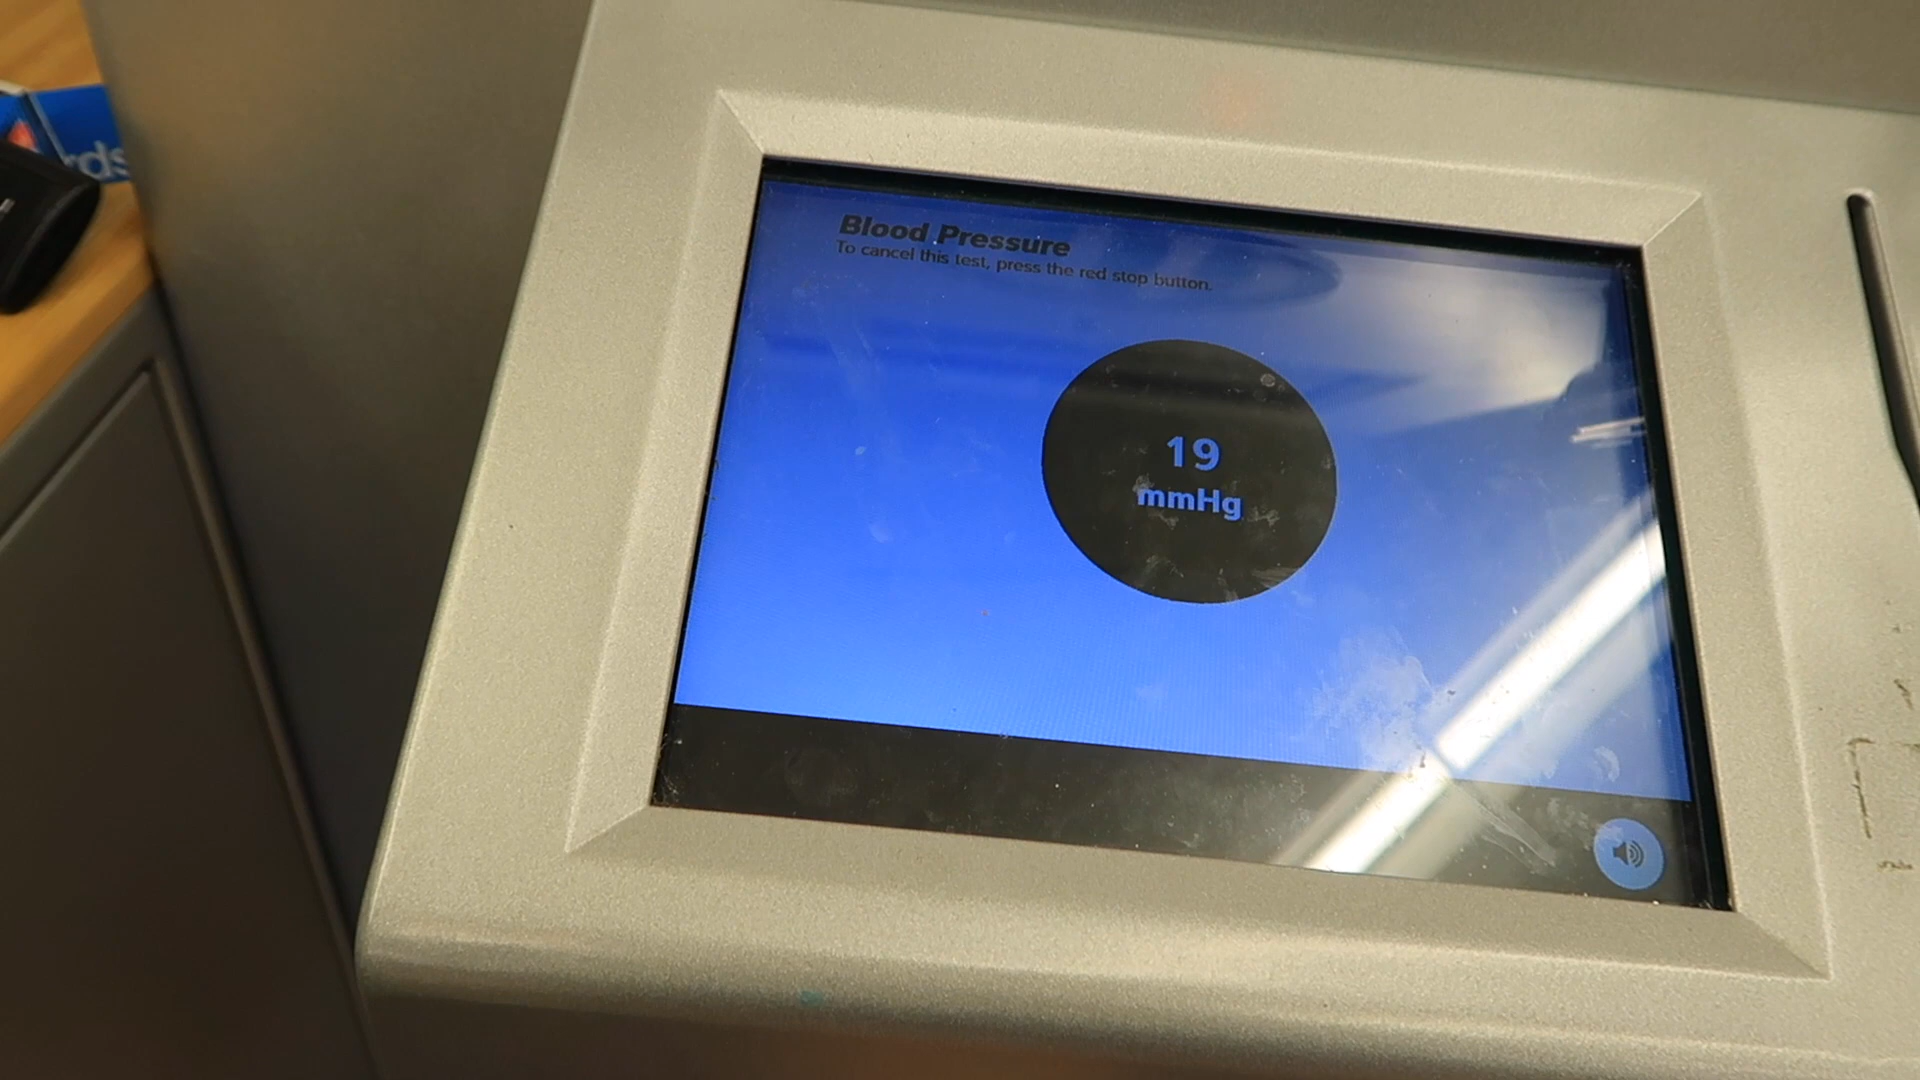 Blood Pressure
To cancel this test, press the red stop button.
19
mmHg